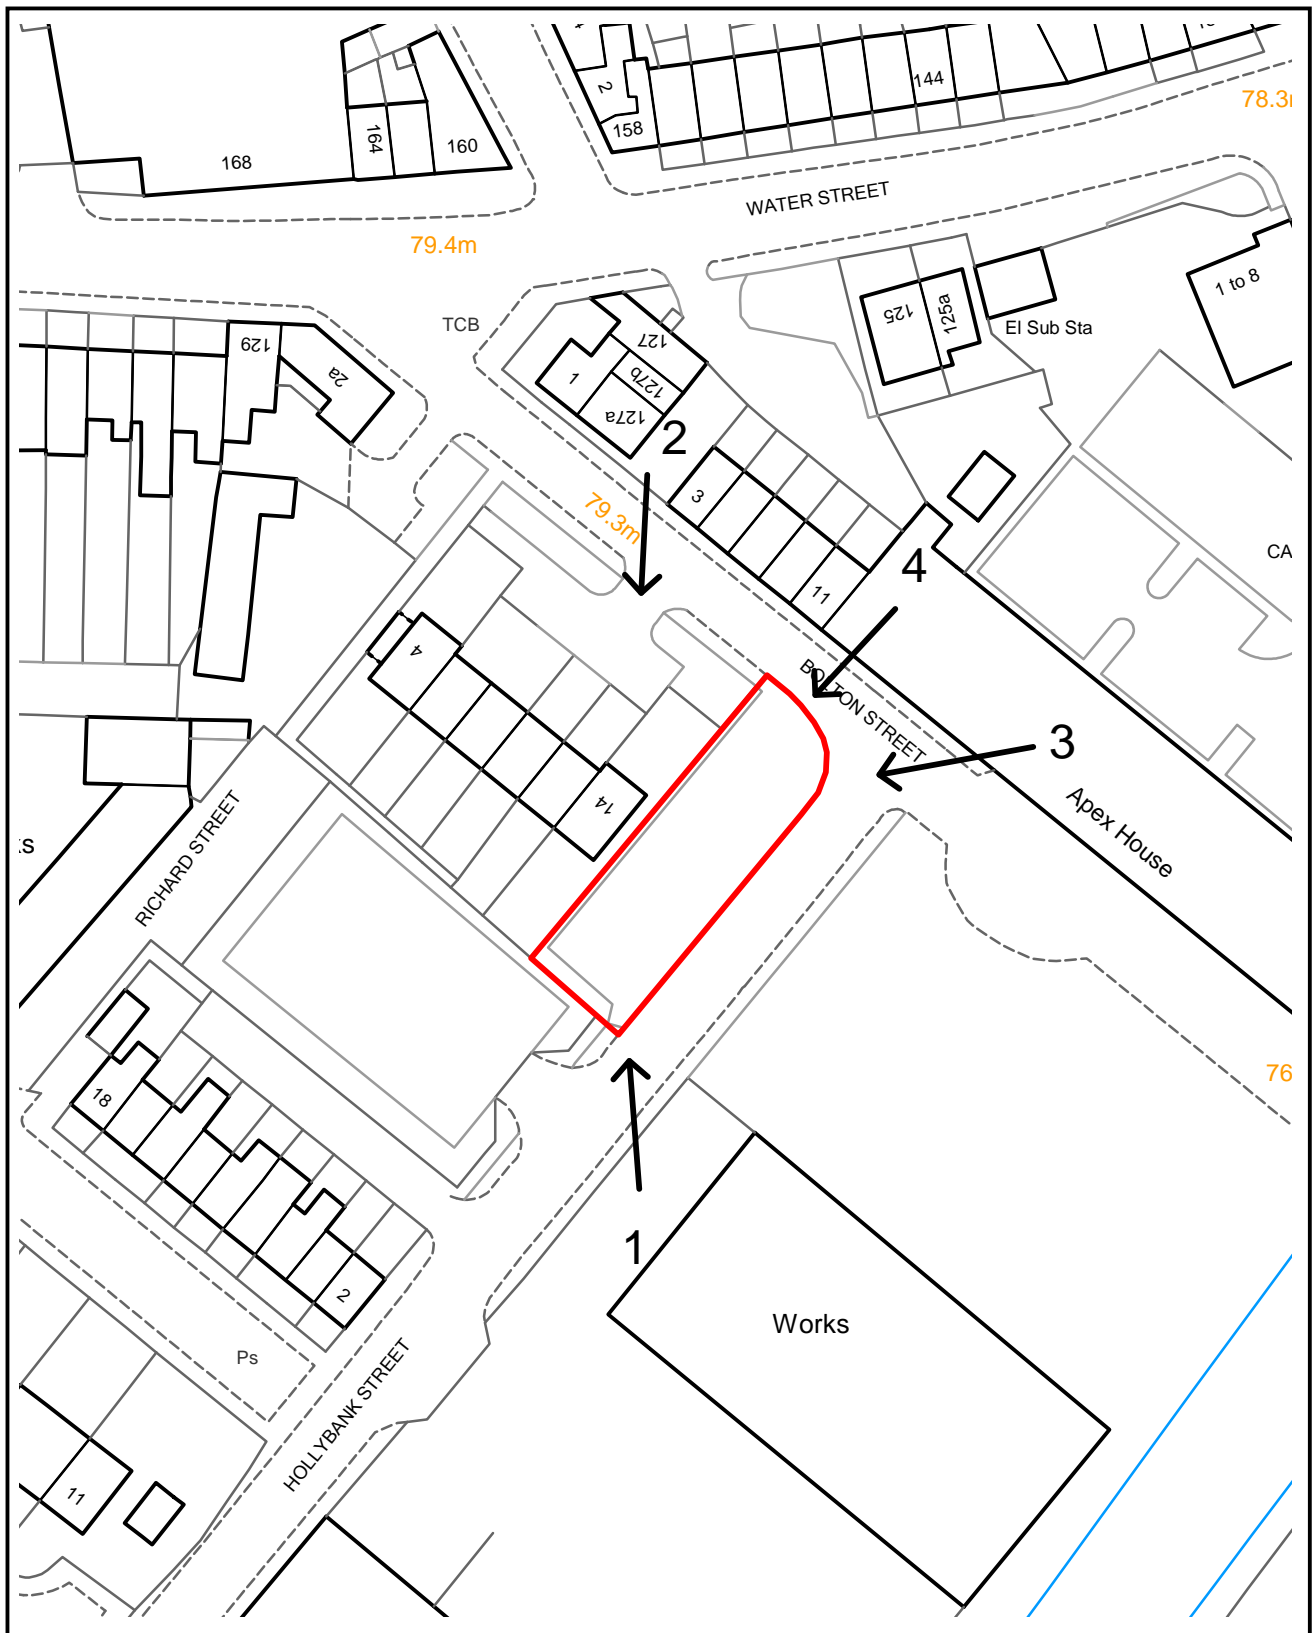 2
144
158
78.3
168
164
160
WATER STREET
79.4m
1 to 8
TCB
129
2a
127
127b
127a
1
125
125a
El Sub Sta
2
3
79.3m
11
4
CA
4
BOLTON STREET
3
14
Apex House
RICHARD STREET
76
18
1
2
Works
Ps
HOLLYBANK STREET
11